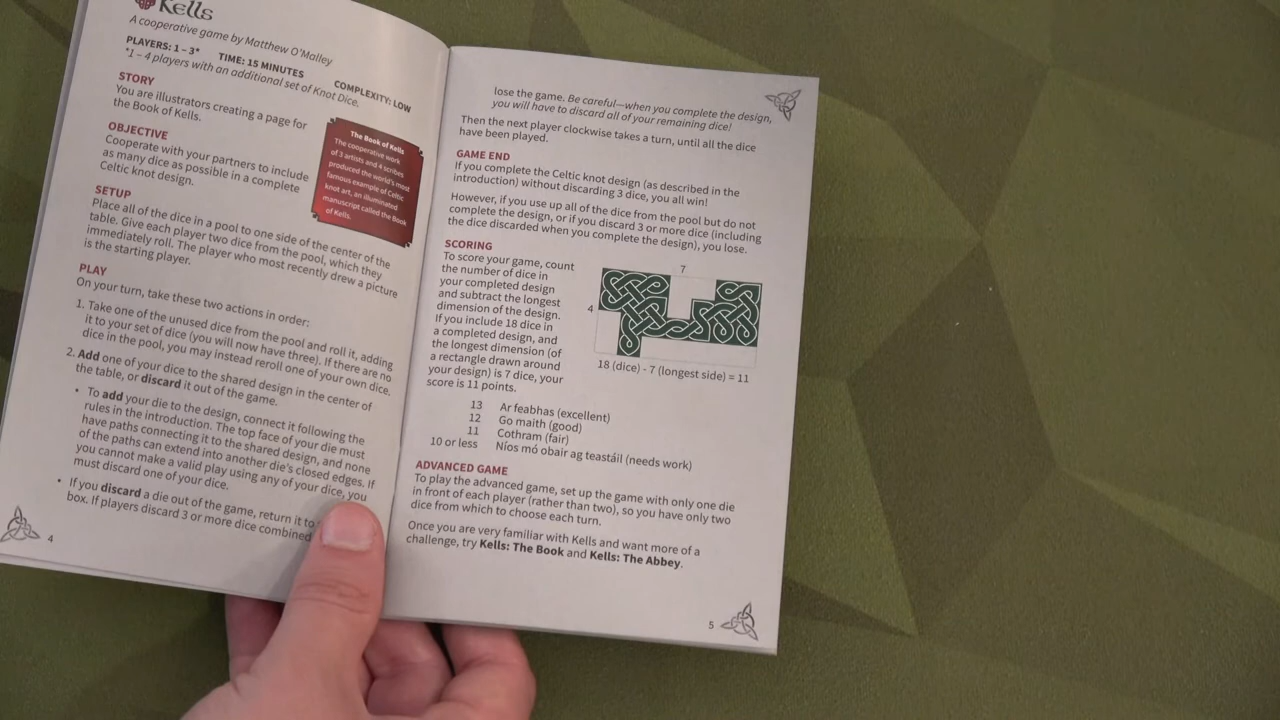 Kells
A cooperative game by Matthew O'Malley
PLAYERS: 1 – 3* TIME: 15 MINUTES COMPLEXITY: LOW
*1 – 4 players with an additional set of Knot Dice.
STORY
You are illustrators creating a page for
the Book of Kells.
OBJECTIVE
Cooperate with your partners to include
as many dice as possible in a complete
Celtic knot design.
The Book of Kells
The cooperative work
of 3 artists and 4 scribes
produced the world's most
famous example of Celtic
knot art, an illuminated
manuscript called the Book
of Kells.
SETUP
Place all of the dice in a pool to one side of the center of the
table. Give each player two dice from the pool, which they
immediately roll. The player who most recently drew a picture
is the starting player.
PLAY
On your turn, take these two actions in order:
1. Take one of the unused dice from the pool and roll it, adding
it to your set of dice (you will now have three). If there are no
dice in the pool, you may instead reroll one of your own dice.
2. Add one of your dice to the shared design in the center of
the table, or discard it out of the game.
• To add your die to the design, connect it following the
rules in the introduction. The top face of your die must
have paths connecting it to the shared design, and none
of the paths can extend into another die's closed edges. If
you cannot make a valid play using any of your dice, you
must discard one of your dice.
• If you discard a die out of the game, return it to
box. If players discard 3 or more dice combined
4
lose the game. Be careful—when you complete the design,
you will have to discard all of your remaining dice!
Then the next player clockwise takes a turn, until all the dice
have been played.
GAME END
If you complete the Celtic knot design (as described in the
introduction) without discarding 3 dice, you all win!
However, if you use up all of the dice from the pool but do not
complete the design, or if you discard 3 or more dice (including
the dice discarded when you complete the design), you lose.
SCORING
To score your game, count
the number of dice in
your completed design
and subtract the longest
dimension of the design.
If you include 18 dice in
a completed design, and
the longest dimension (of
a rectangle drawn around
your design) is 7 dice, your
score is 11 points.
7
4
18 (dice) - 7 (longest side) = 11
13 Ar feabhas (excellent)
12 Go maith (good)
11 Cothram (fair)
10 or less Níos mó obair ag teastáil (needs work)
ADVANCED GAME
To play the advanced game, set up the game with only one die
in front of each player (rather than two), so you have only two
dice from which to choose each turn.
Once you are very familiar with Kells and want more of a
challenge, try Kells: The Book and Kells: The Abbey.
5